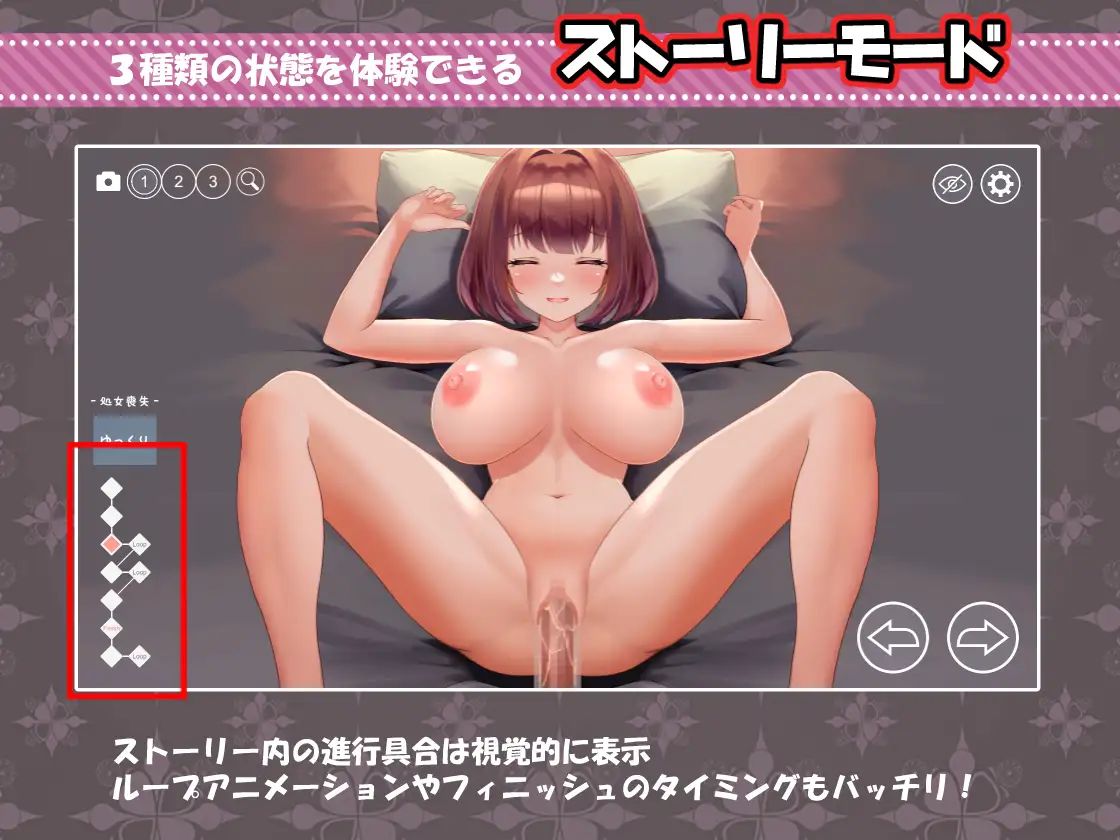 3種類の状態を体験できる ストーリーモード
1 2 3
-処女喪失-
ゆっくり
Loop
Loop
Finish
Loop
ストーリー内の進行具合は視覚的に表示
ループアニメーションやフィニッシュのタイミングもバッチリ！